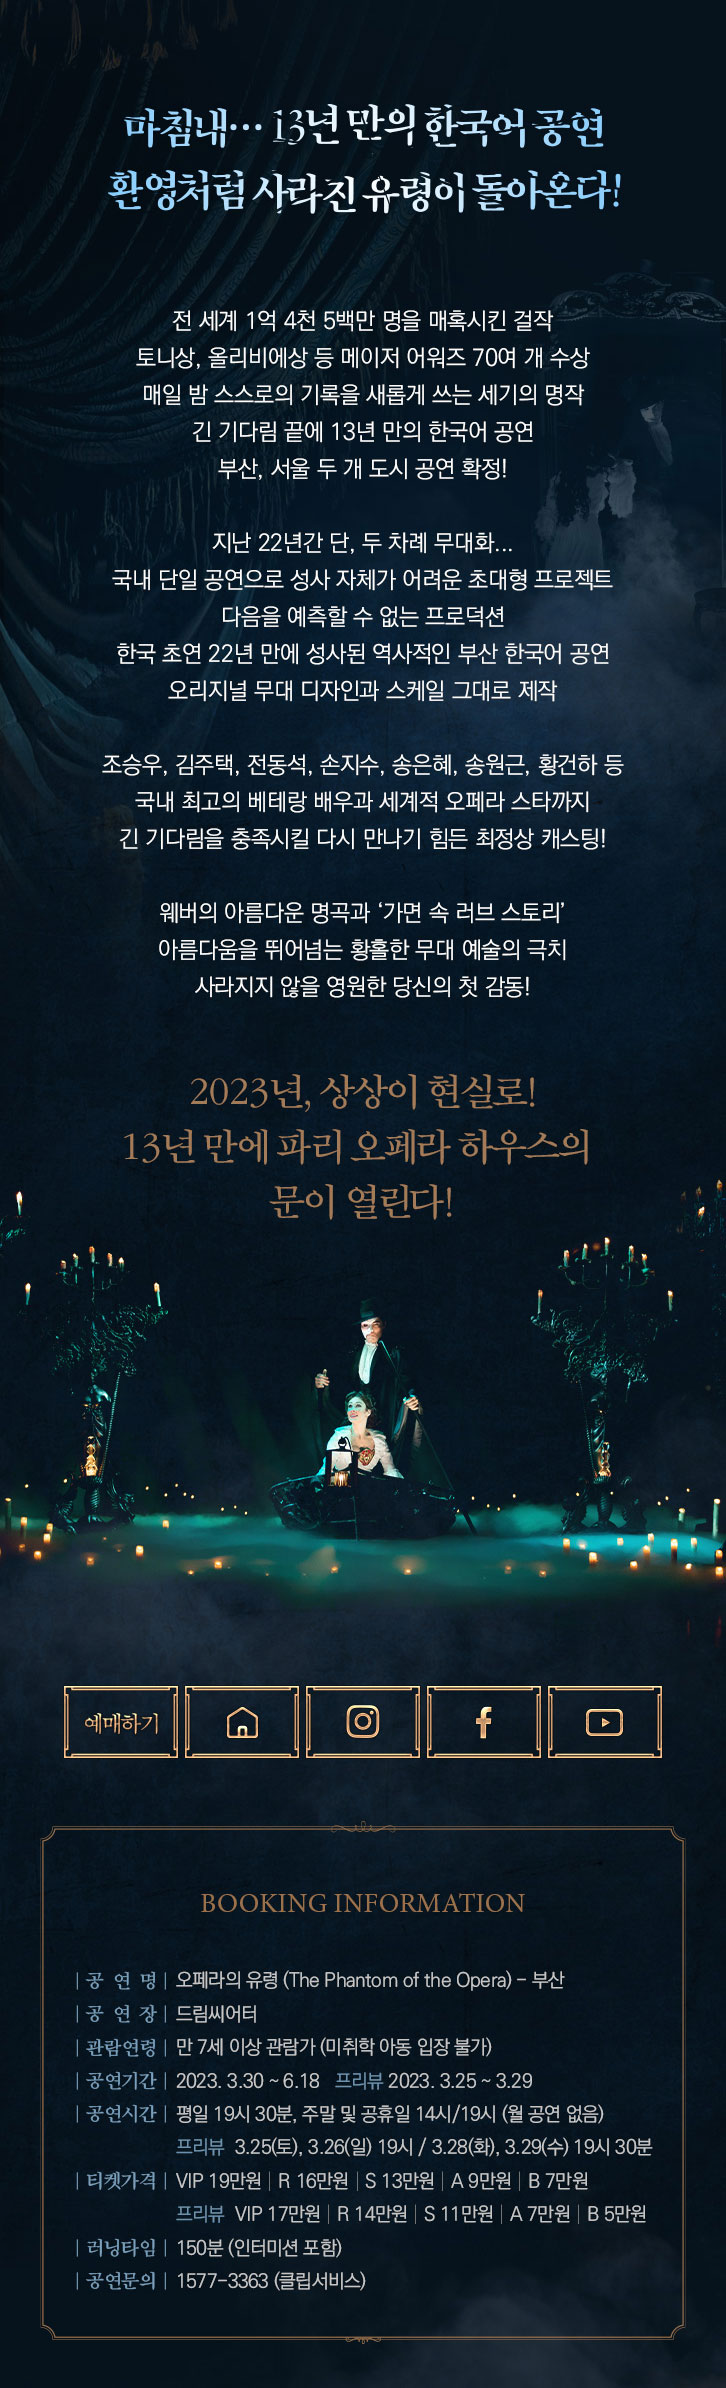 마침내… 13년 만의 한국어 공연
환영처럼 사라진 유령이 돌아온다!
전 세계 1억 4천 5백만 명을 매혹시킨 걸작
토니상, 올리비에상 등 메이저 어워즈 70여 개 수상
매일 밤 스스로의 기록을 새롭게 쓰는 세기의 명작
긴 기다림 끝에 13년 만의 한국어 공연
부산, 서울 두 개 도시 공연 확정!
지난 22년간 단, 두 차례 무대화...
국내 단일 공연으로 성사 자체가 어려운 초대형 프로젝트
다음을 예측할 수 없는 프로덕션
한국 초연 22년 만에 성사된 역사적인 부산 한국어 공연
오리지널 무대 디자인과 스케일 그대로 제작
조승우, 김주택, 전동석, 손지수, 송은혜, 송원근, 황건하 등
국내 최고의 베테랑 배우과 세계적 오페라 스타까지
긴 기다림을 충족시킬 다시 만나기 힘든 최정상 캐스팅!
웨버의 아름다운 명곡과 ‘가면 속 러브 스토리’
아름다움을 뛰어넘는 황홀한 무대 예술의 극치
사라지지 않을 영원한 당신의 첫 감동!
2023년, 상상이 현실로!
13년 만에 파리 오페라 하우스의
문이 열린다!
예매하기
BOOKING INFORMATION
| 공 연 명 | 오페라의 유령 (The Phantom of the Opera) - 부산
| 공 연 장 | 드림씨어터
| 관람연령 | 만 7세 이상 관람가 (미취학 아동 입장 불가)
| 공연기간 | 2023. 3.30 ~ 6.18 프리뷰 2023. 3.25 ~ 3.29
| 공연시간 | 평일 19시 30분, 주말 및 공휴일 14시/19시 (월 공연 없음)
프리뷰 3.25(토), 3.26(일) 19시 / 3.28(화), 3.29(수) 19시 30분
| 티켓가격 | VIP 19만원 | R 16만원 | S 13만원 | A 9만원 | B 7만원
프리뷰 VIP 17만원 | R 14만원 | S 11만원 | A 7만원 | B 5만원
| 러닝타임 | 150분 (인터미션 포함)
| 공연문의 | 1577-3363 (클립서비스)